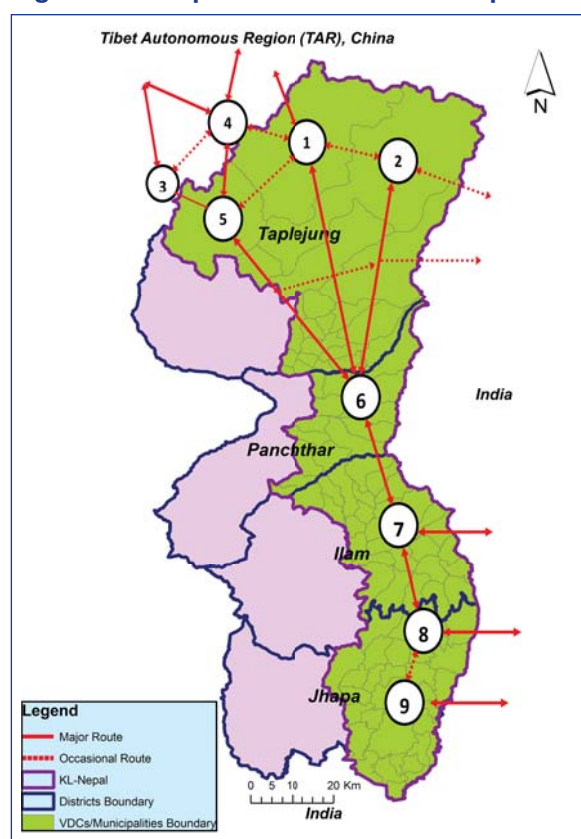 Tibet Autonomous Region (TAR), China
N
4
1
2
3
5
Taplejung
6
India
Panchthar
7
Ilam
8
Jhapa
9
Legend
Major Route
Occasional Route
KL-Nepal
Districts Boundary
VDCs/Municipalities Boundary
0 5 10 20 Km
India